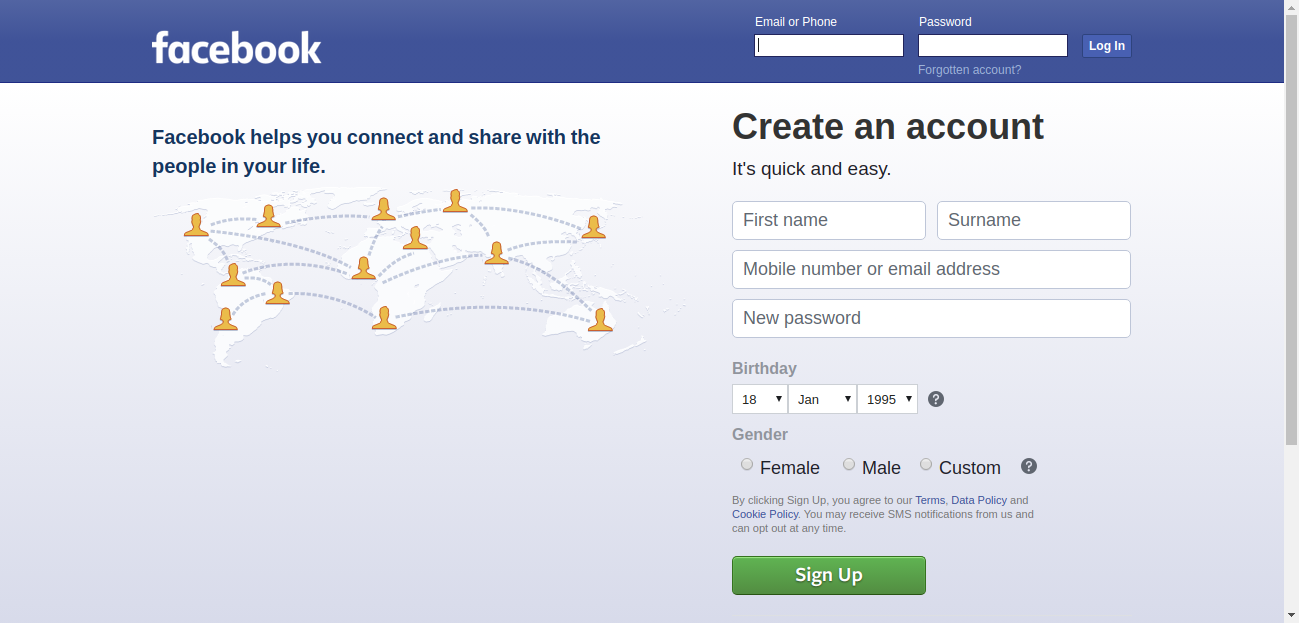 facebook
Email or Phone
Password
Log In
Forgotten account?
Facebook helps you connect and share with the
people in your life.
Create an account
It's quick and easy.
First name
Surname
Mobile number or email address
New password
Birthday
18
Jan
1995
?
Gender
Female
Male
Custom
?
By clicking Sign Up, you agree to our Terms, Data Policy and
Cookie Policy. You may receive SMS notifications from us and
can opt out at any time.
Sign Up